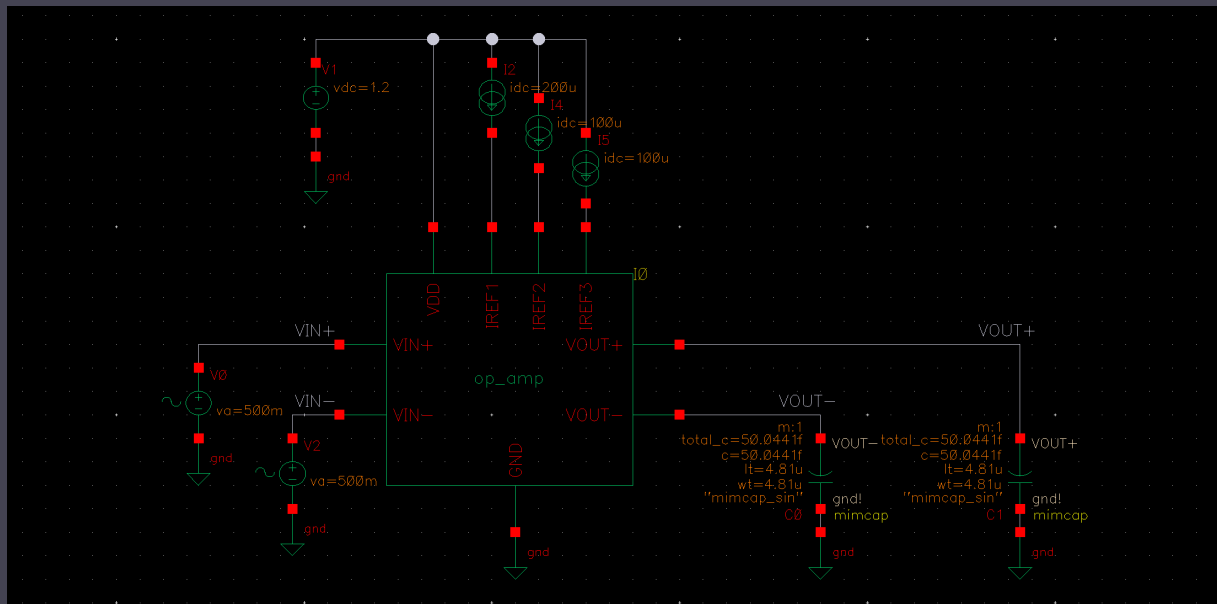 V1
vdc=1.2
gnd
I2
idc=200u
I4
idc=100u
I5
idc=100u
I0
VDD
IREF1
IREF2
IREF3
VIN+
VIN+
VOUT+
VOUT+
op_amp
V0
va=500m
gnd
VIN-
VIN-
VOUT-
VOUT-
V2
va=500m
gnd
GND
gnd
m:1
total_c=50.0441f
VOUT-
c=50.0441f
lt=4.81u
wt=4.81u
"mimcap_sin"
gnd!
C0
mimcap
gnd
m:1
total_c=50.0441f
VOUT+
c=50.0441f
lt=4.81u
wt=4.81u
"mimcap_sin"
gnd!
C1
mimcap
gnd